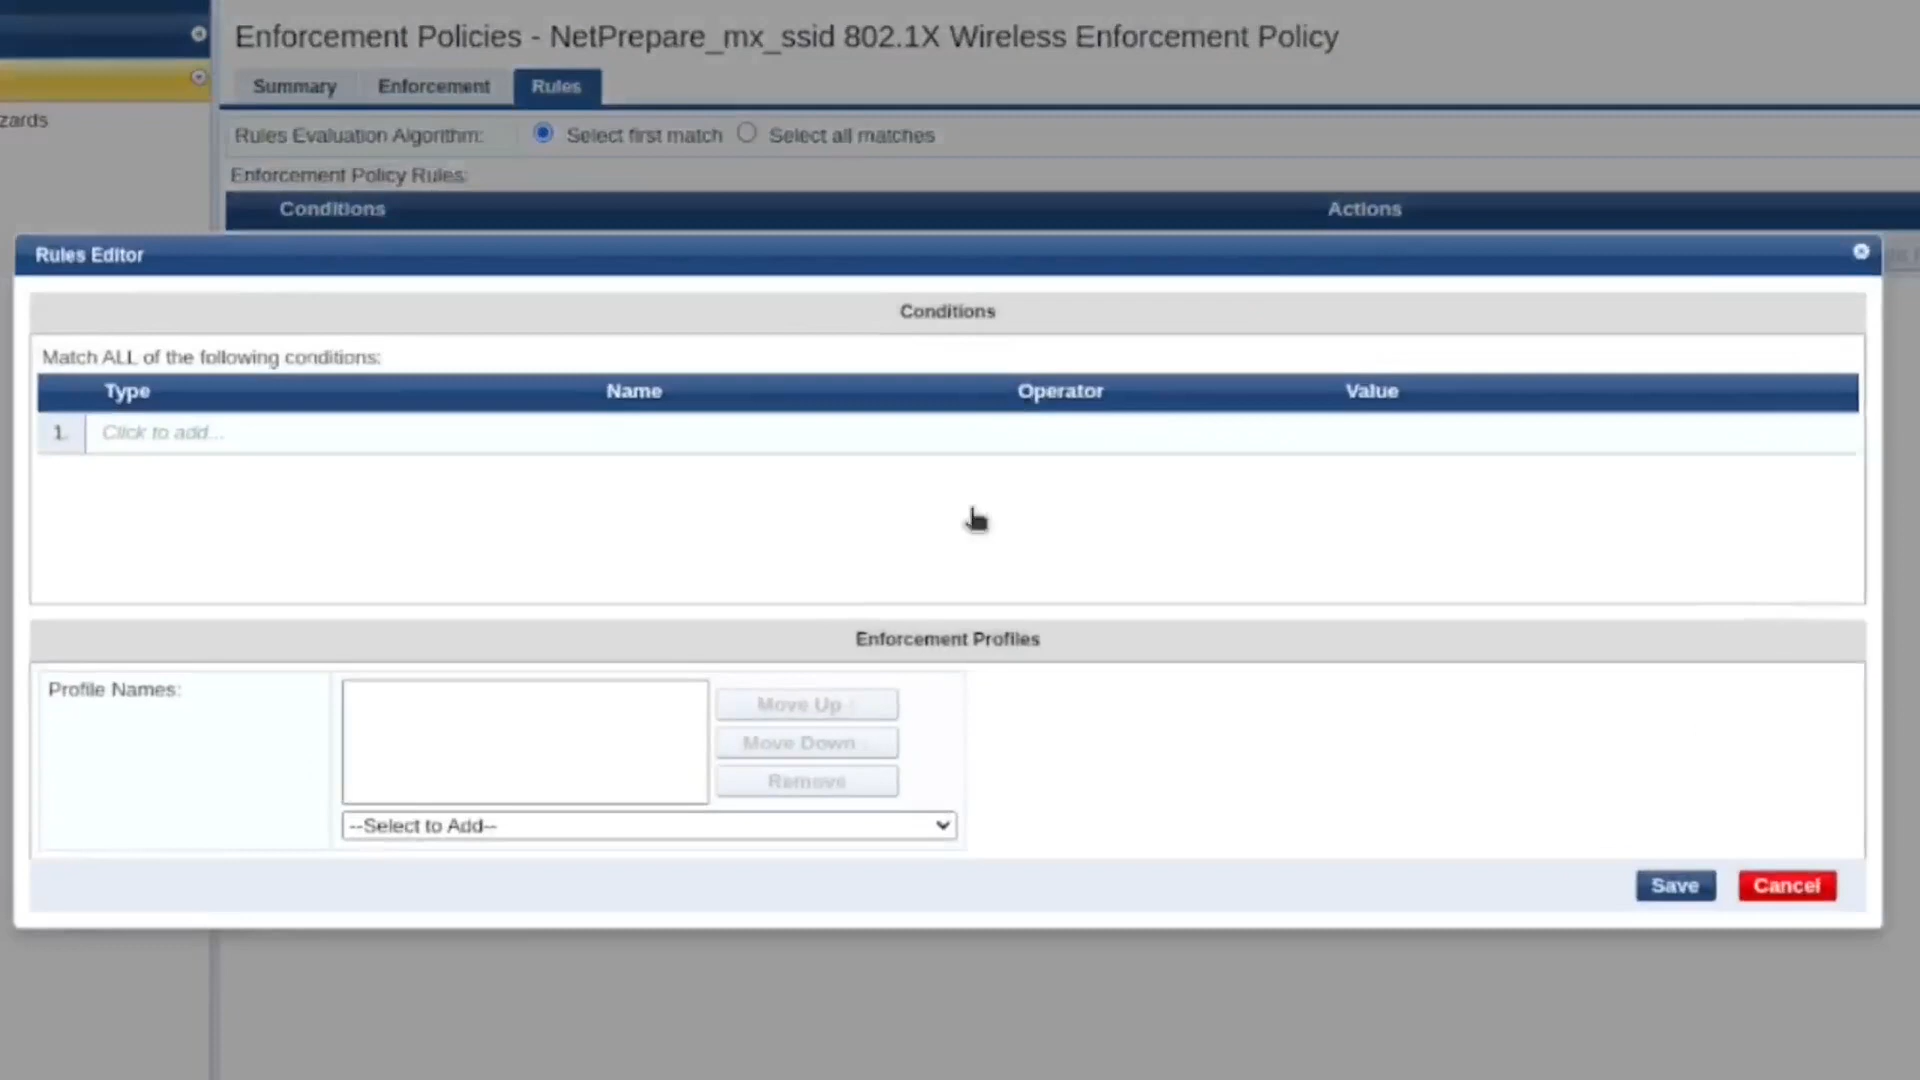 Enforcement Policies - NetPrepare_mx_ssid 802.1X Wireless Enforcement Policy
Summary Enforcement Rules
zards
Rules Evaluation Algorithm: Select first match Select all matches
Enforcement Policy Rules:
Conditions Actions
Rules Editor
Conditions
Match ALL of the following conditions:
Type Name Operator Value
1. Click to add...
Enforcement Profiles
Profile Names:
Move Up
Move Down
Remove
--Select to Add--
Save Cancel